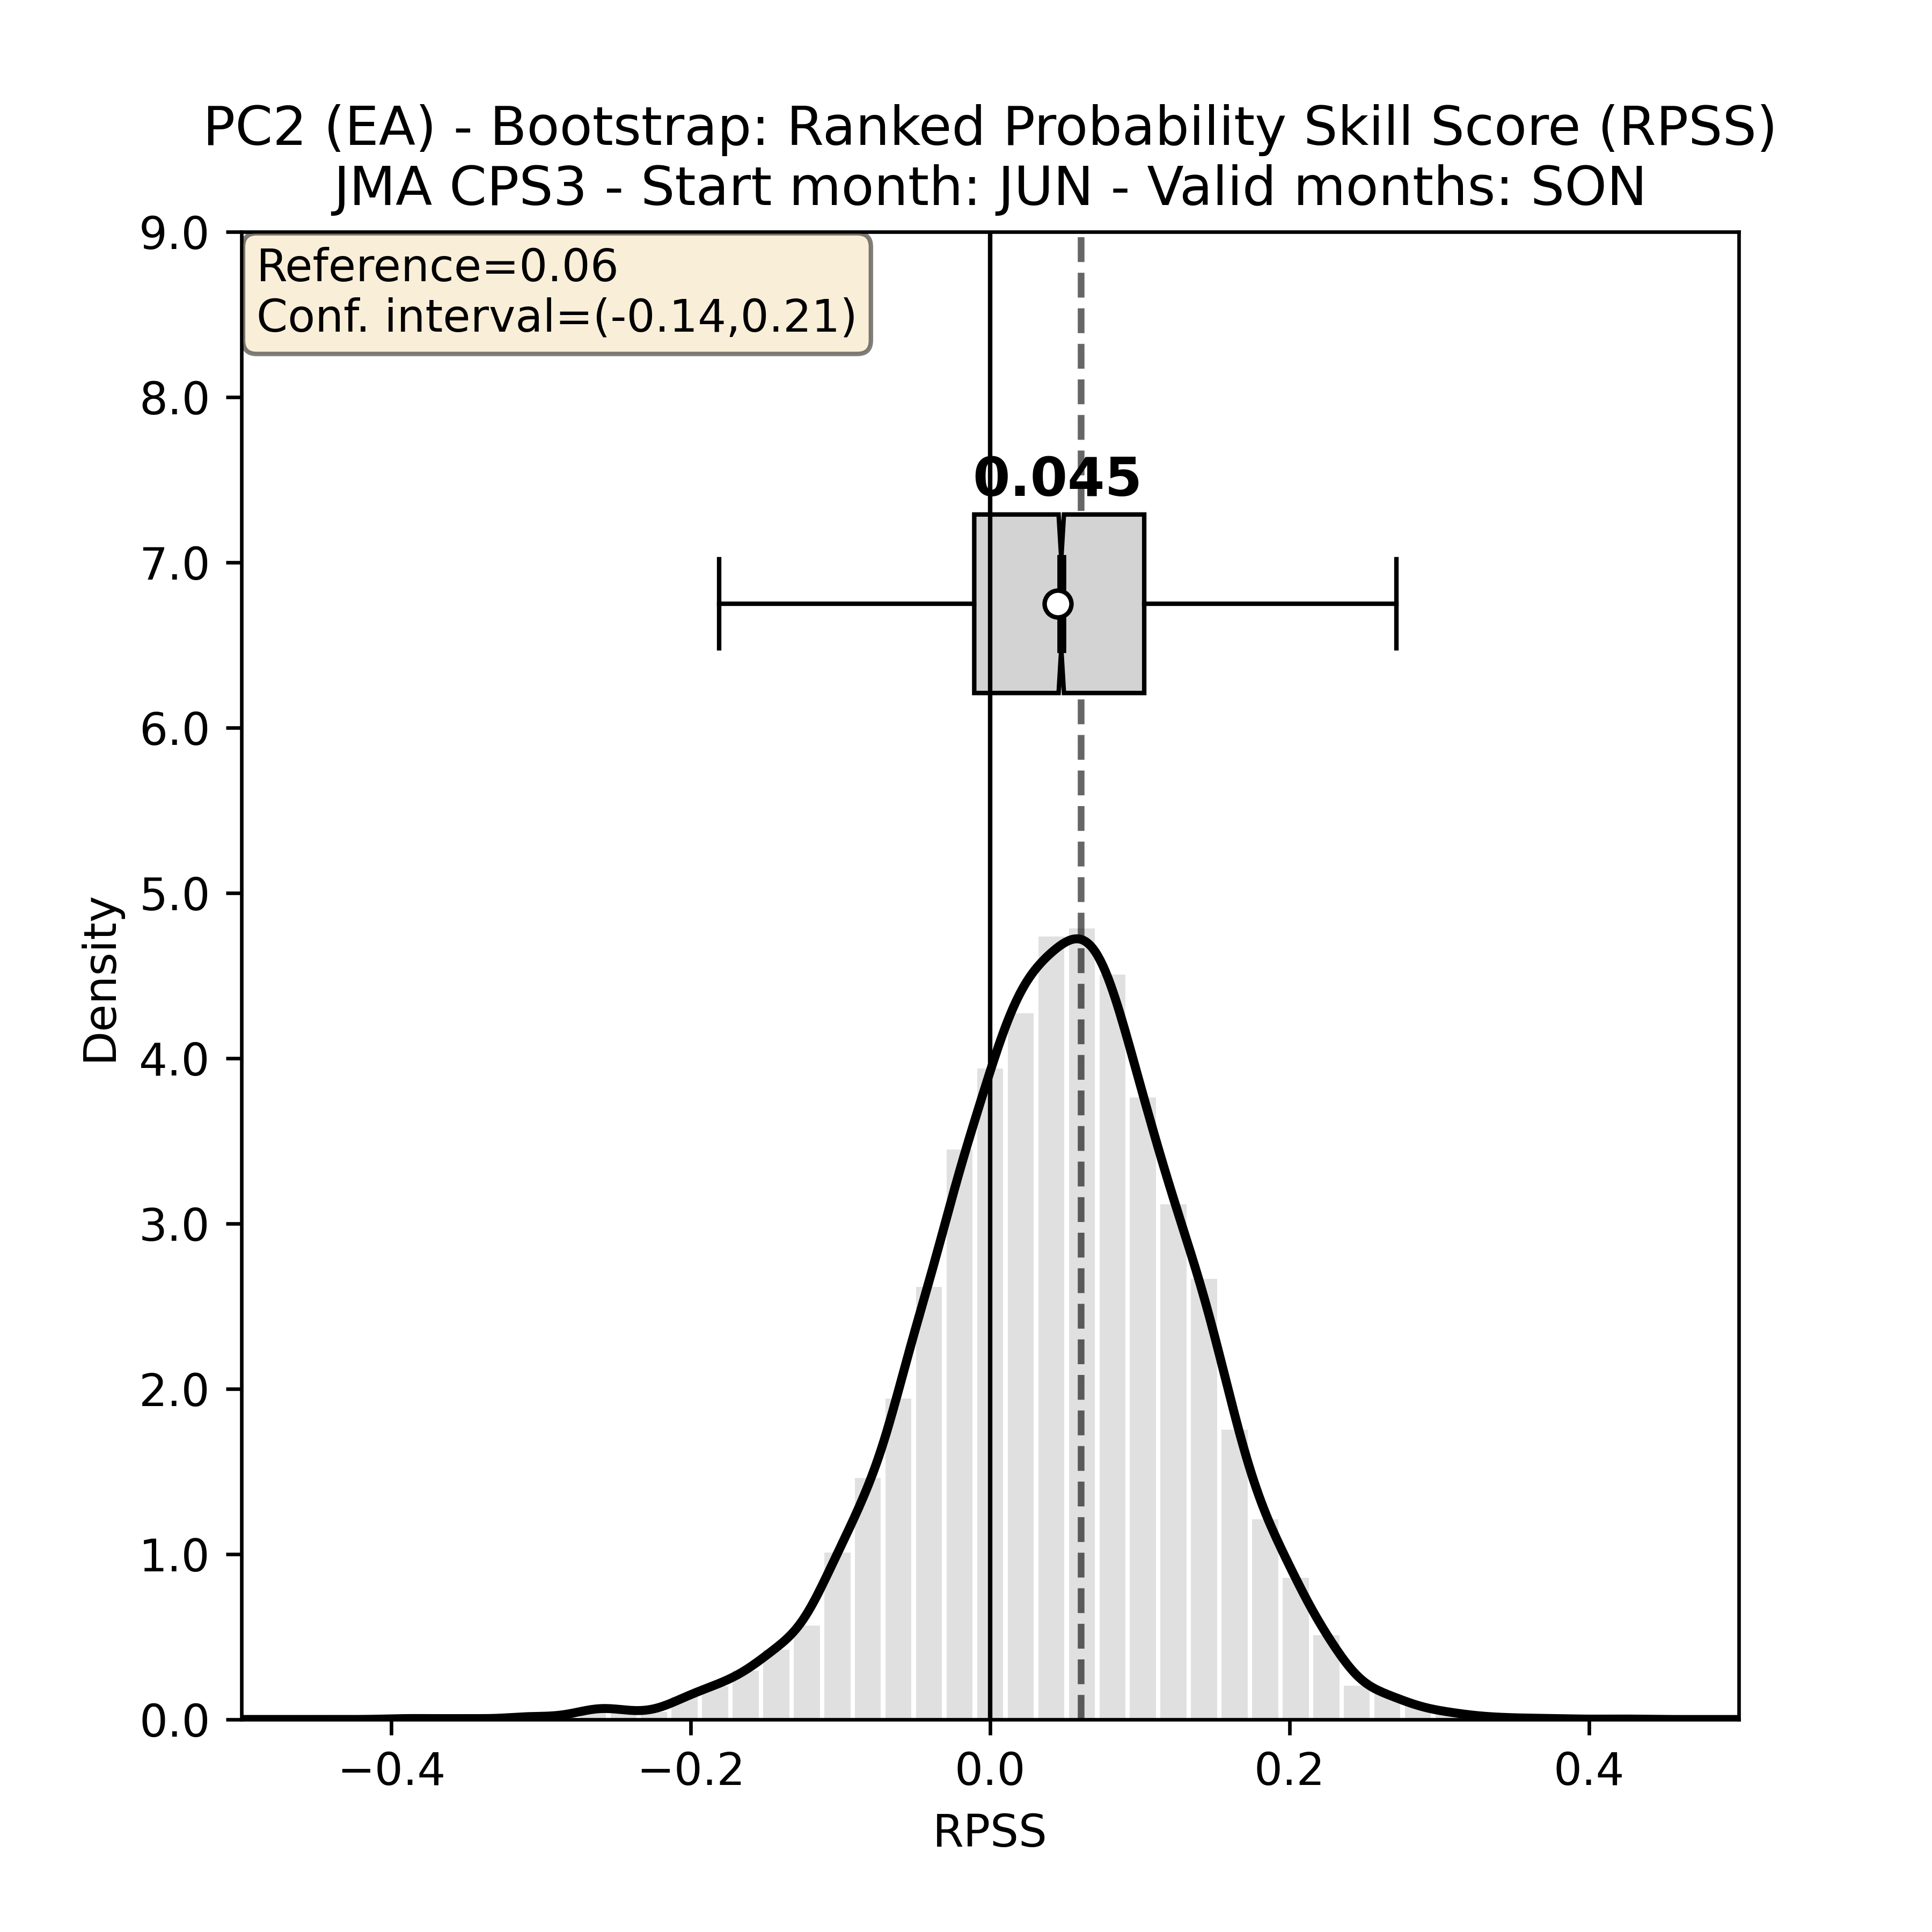 PC2 (EA) - Bootstrap: Ranked Probability Skill Score (RPSS)
JMA CPS3 - Start month: JUN - Valid months: SON
Reference=0.06
Conf. interval=(-0.14,0.21)
0.045
9.0
8.0
7.0
6.0
5.0
4.0
3.0
2.0
1.0
0.0
Density
−0.4
−0.2
0.0
0.2
0.4
RPSS